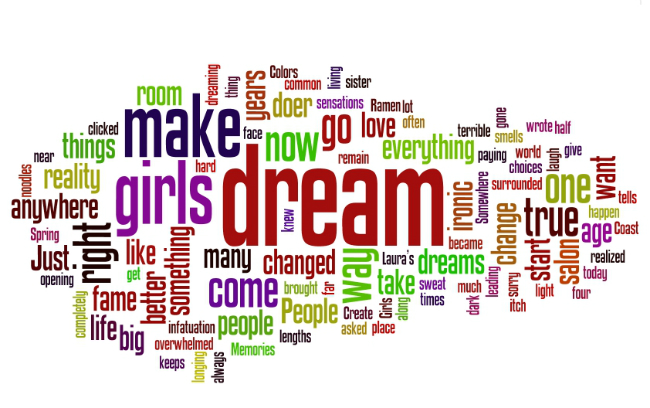 dreaming
thing
years
Colors
common
living
sister
room
clicked
things
make
face
doer
sensations
Ramen
lot
often
now
go
love
terrible
gone
smells
wrote
half
near
noodles
reality
hard
remain
everything
paying
world
laugh
give
choices
want
anywhere
girls
dream
knew
ironic
Somewhere
surrounded
one
tells
happen
Spring
right
Just.
opening
like
get
something
many
changed
became
change
true
age
Coast
way
Laura's
dreams
start
salon
realized
today
better
come
brought
far
take
sweat
times
much
dark
leading
sorry
itch
light
four
completely
fame
life
big
infatuation
people
People
Create
Girls
along
asked
place
overwhelmed
lengths
keeps
longing
always
Memories